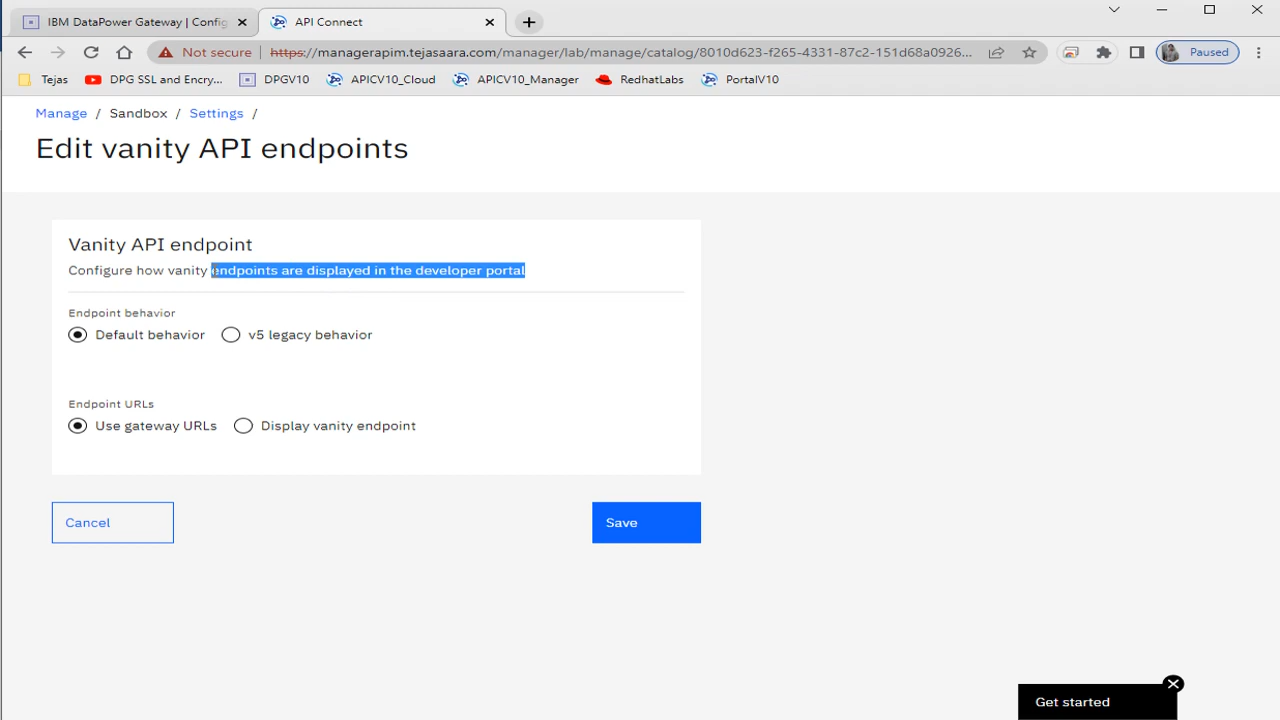 IBM DataPower Gateway | Config
API Connect
Not secure
https://managerapim.tejasaara.com/manager/lab/manage/catalog/8010d623-f265-4331-87c2-151d68a0926...
Paused
Tejas
DPG SSL and Encry...
DPGV10
APICV10_Cloud
APICV10_Manager
RedhatLabs
PortalV10
Manage / Sandbox / Settings /
Edit vanity API endpoints
Vanity API endpoint
Configure how vanity endpoints are displayed in the developer portal
Endpoint behavior
Default behavior
v5 legacy behavior
Endpoint URLs
Use gateway URLs
Display vanity endpoint
Cancel
Save
Get started